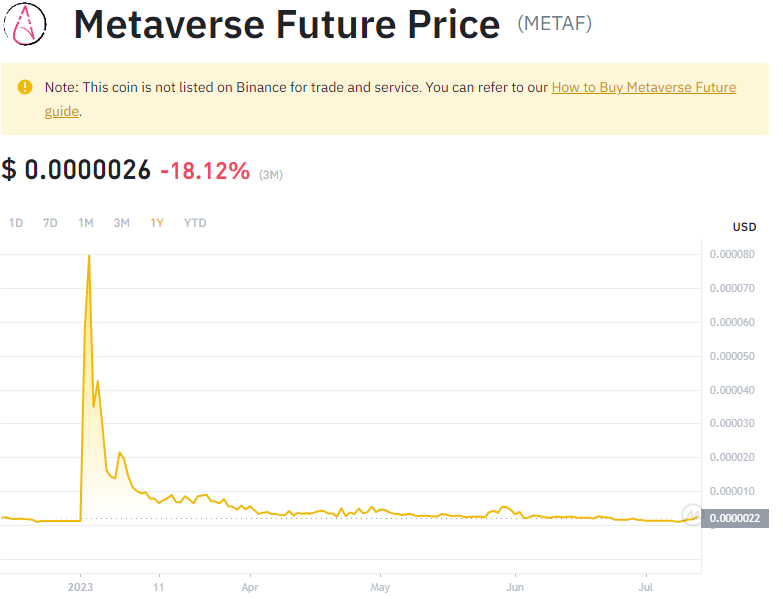 Metaverse Future Price (METAF)
Note: This coin is not listed on Binance for trade and service. You can refer to our How to Buy Metaverse Future
guide.
$ 0.0000026 -18.12% (3M)
1D 7D 1M 3M 1Y YTD
USD
0.000080
0.000070
0.000060
0.000050
0.000040
0.000030
0.000020
0.000010
0.0000022
2023 11 Apr May Jun Jul